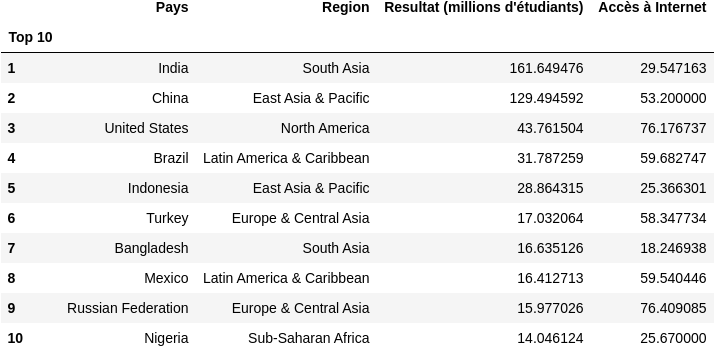 Pays Region Resultat (millions d'étudiants) Accès à Internet
Top 10
1 India South Asia 161.649476 29.547163
2 China East Asia & Pacific 129.494592 53.200000
3 United States North America 43.761504 76.176737
4 Brazil Latin America & Caribbean 31.787259 59.682747
5 Indonesia East Asia & Pacific 28.864315 25.366301
6 Turkey Europe & Central Asia 17.032064 58.347734
7 Bangladesh South Asia 16.635126 18.246938
8 Mexico Latin America & Caribbean 16.412713 59.540446
9 Russian Federation Europe & Central Asia 15.977026 76.409085
10 Nigeria Sub-Saharan Africa 14.046124 25.670000